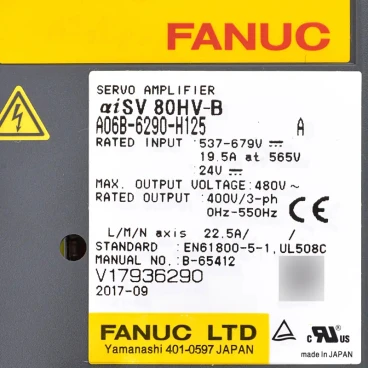 FANUC
SERVO AMPLIFIER
αiSV 80HV-B
A06B-6290-H125 A
RATED INPUT :537-679V ⎓
19.5A at 565V
24V ⎓
MAX. OUTPUT VOLTAGE:480V ~
RATED OUTPUT :400V/3-ph
0Hz-550Hz
CE
L/M/N axis 22.5A/ /
STANDARD :EN61800-5-1,UL508C
MANUAL NO.:B-65412
V17936290
2017-09
FANUC LTD
Yamanashi 401-0597 JAPAN
c RU us
made in JAPAN